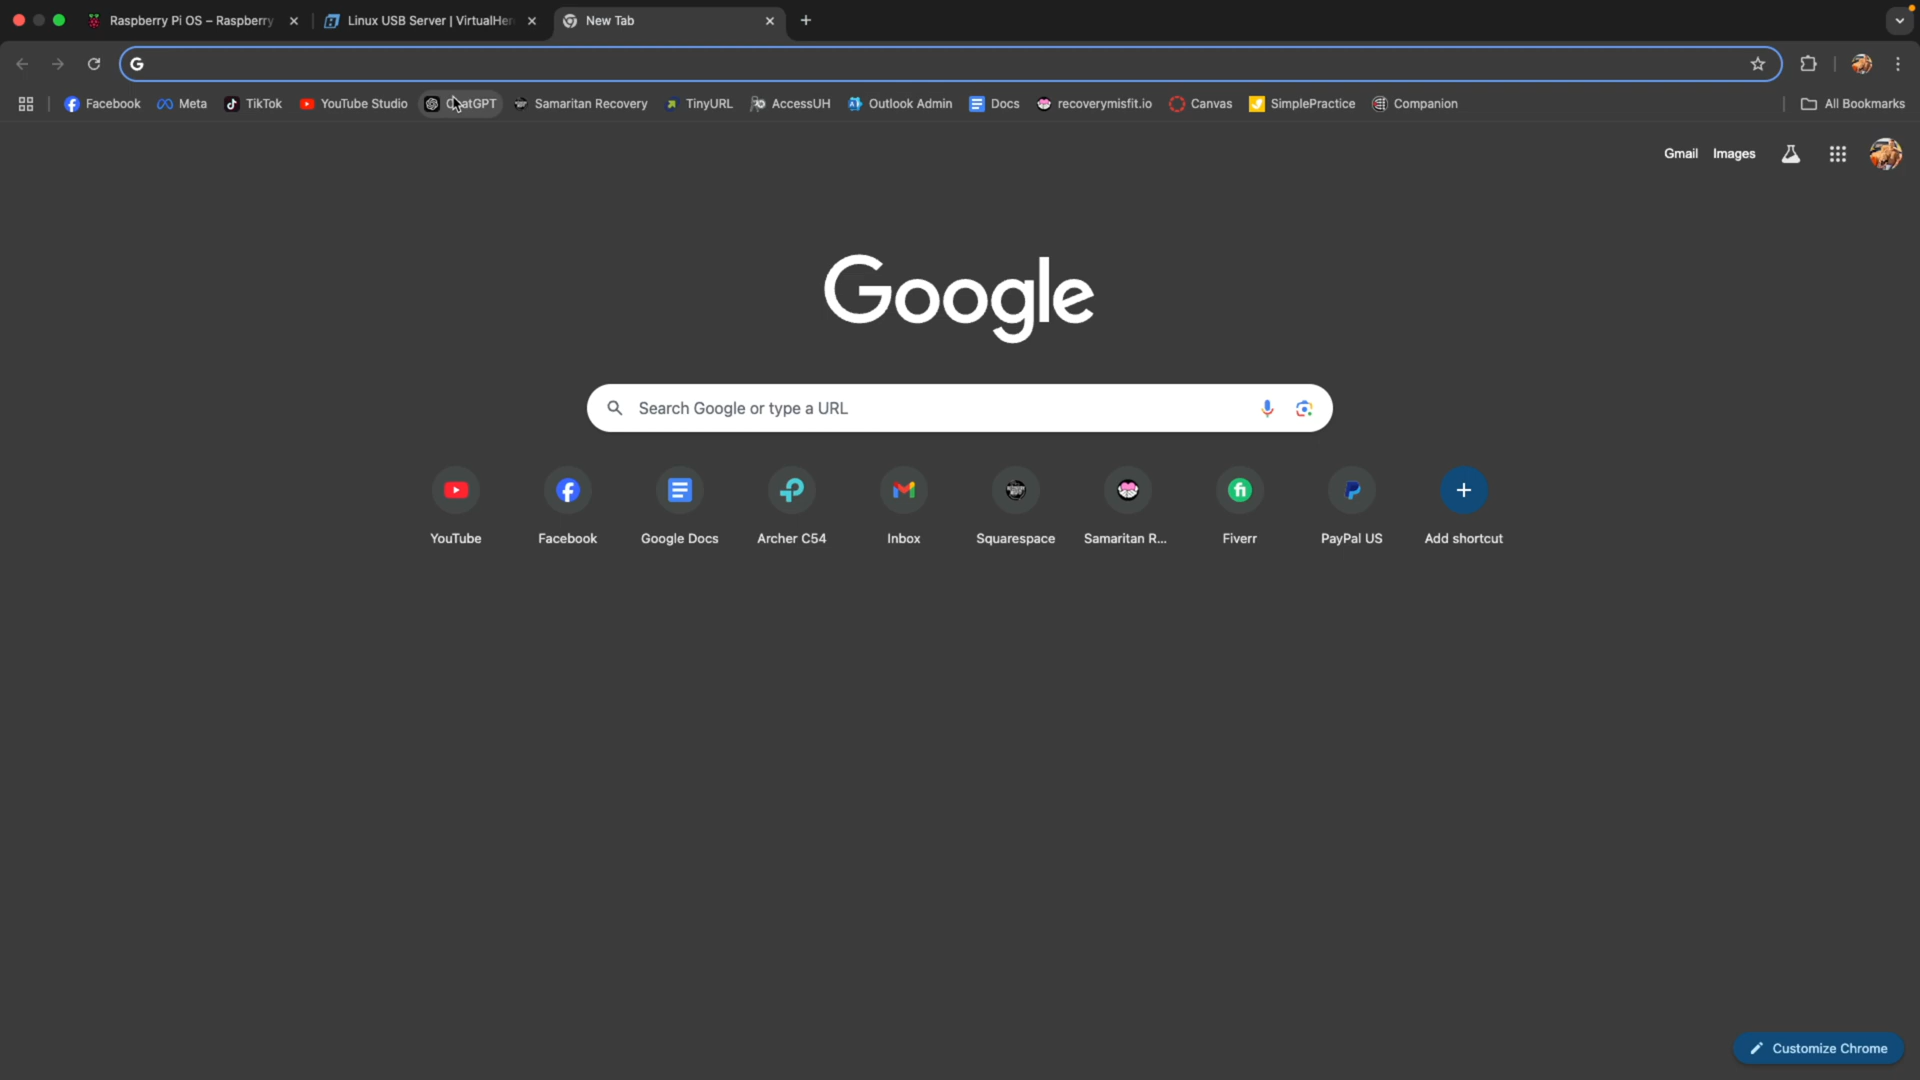 Raspberry Pi OS – Raspberry
Linux USB Server | VirtualHer
New Tab
Facebook
Meta
TikTok
YouTube Studio
ChatGPT
Samaritan Recovery
TinyURL
AccessUH
Outlook Admin
Docs
recoverymisfit.io
Canvas
SimplePractice
Companion
All Bookmarks
Gmail
Images
Google
Search Google or type a URL
YouTube
Facebook
Google Docs
Archer C54
Inbox
Squarespace
Samaritan R...
Fiverr
PayPal US
Add shortcut
Customize Chrome